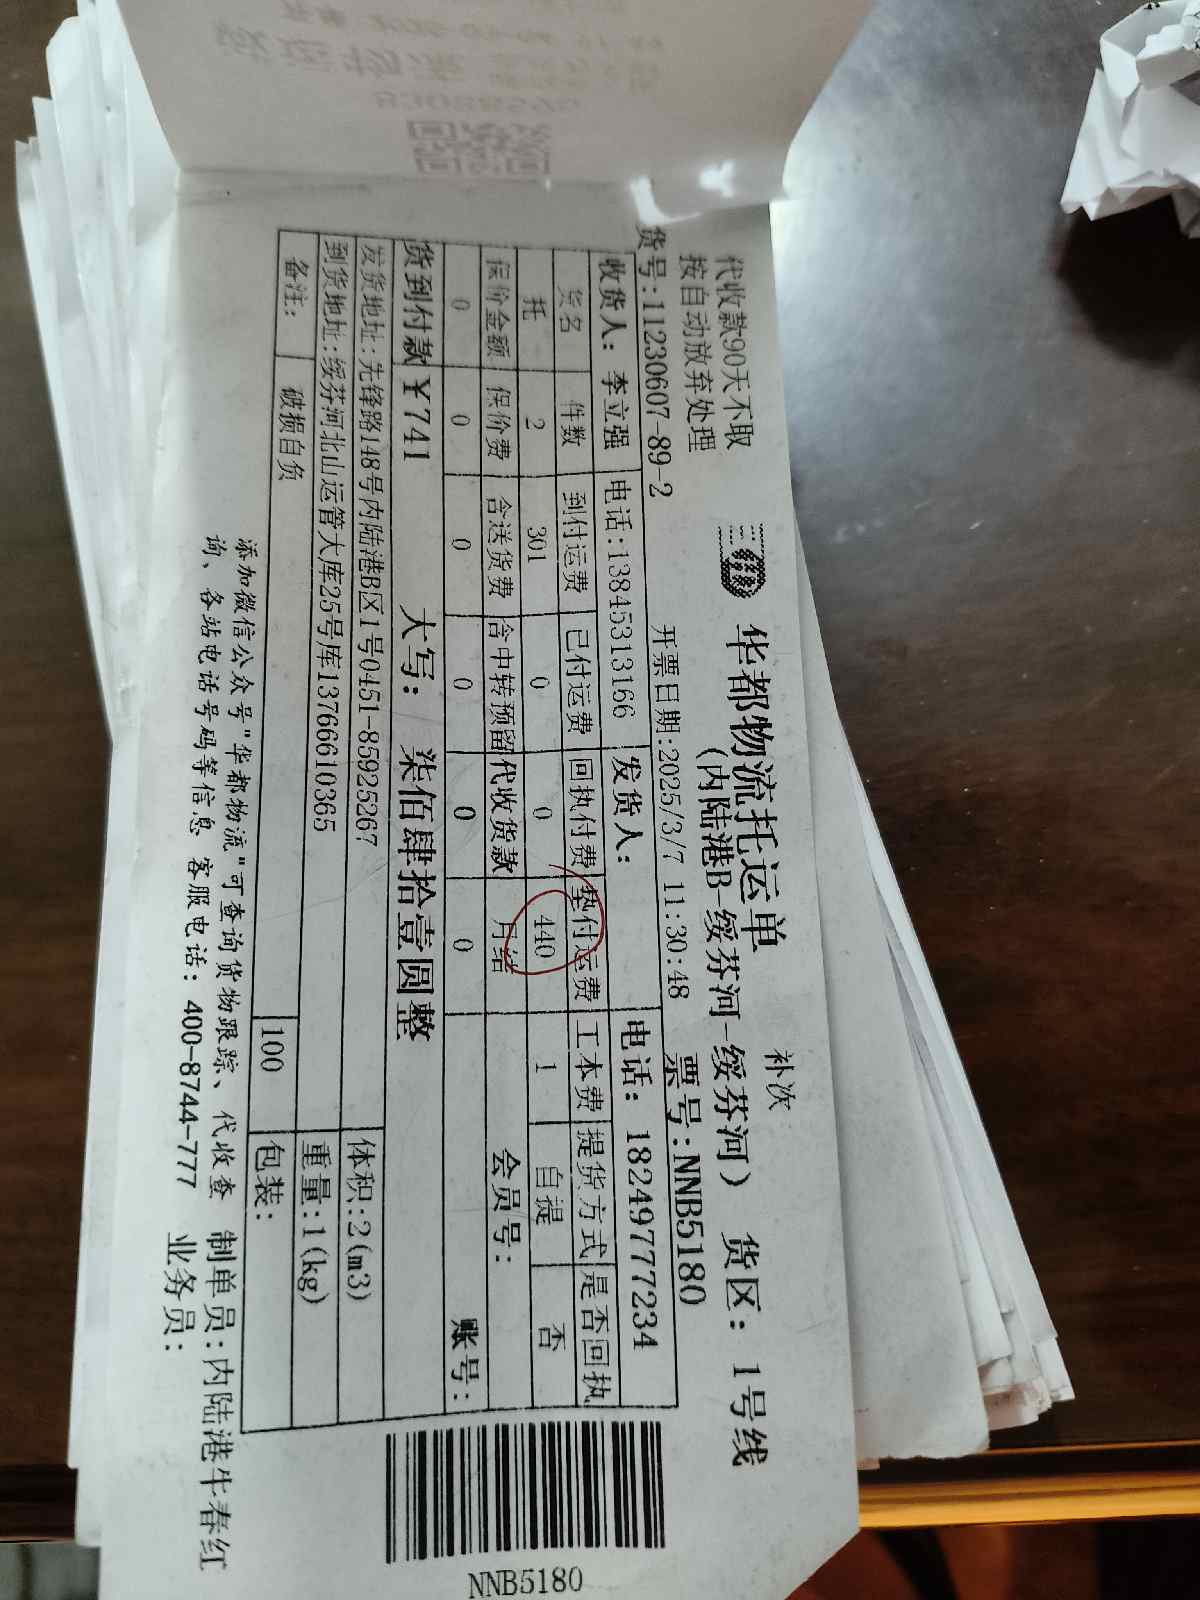 代收款90天不取
按自动放弃处理
华都物流托运单
补次
(内陆港B-绥芬河-绥芬河)
货区: 1号线
货号:11230607-89-2
开票日期:2025/3/7 11:30:48
票号:NNB5180
收货人: 李立强 电话:13845313166 发货人: 电话: 18249777234
货名 件数 到付运费 已付运费 回执付费 垫付运费 工本费 提货方式 是否回执
托 2 301 0 0 440 1 自提 否
保价金额 保价费 含送货费 含中转预留 代收货款 月结 会员号:
0 0 0 0 0 0 账号:
货到付款¥741 大写: 柒佰肆拾壹圆整
发货地址:先锋路148号内陆港B区1号0451-85925267 体积:2(m3)
到货地址:绥芬河北山运管大库25号库13766610365 重量:1(kg)
备注: 破损自负 100 包装:
添加微信公众号"华都物流"可查询货物跟踪、代收查
询、各站电话号码等信息 客服电话: 400-8744-777
制单员:内陆港牛春红
业务员:
NNB5180